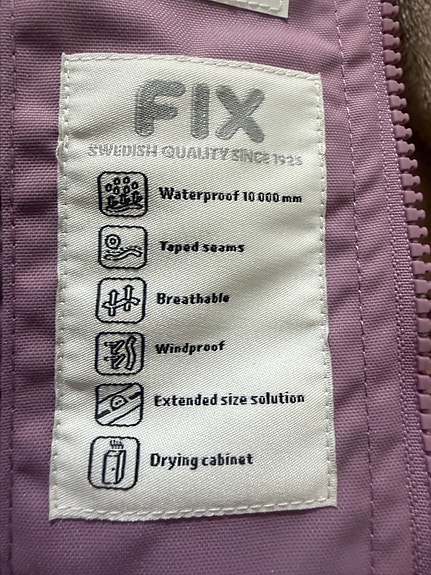 FIX
SWEDISH QUALITY SINCE 1925
Waterproof 10 000 mm
Taped seams
Breathable
Windproof
Extended size solution
Drying cabinet